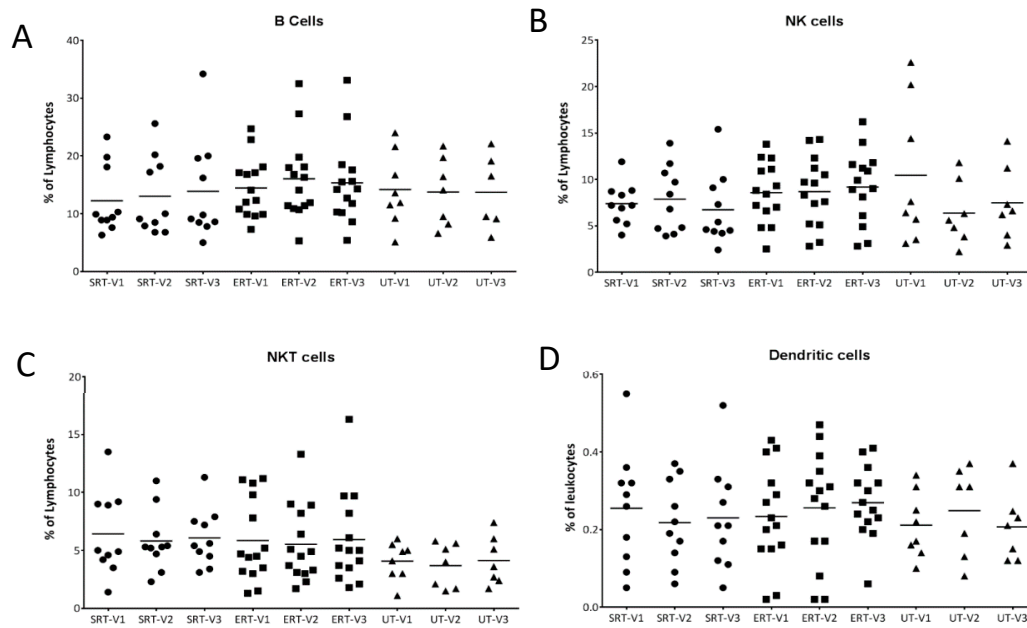 A
B Cells
% of Lymphocytes
40
30
20
10
0
SRT-V1 SRT-V2 SRT-V3 ERT-V1 ERT-V2 ERT-V3 UT-V1 UT-V2 UT-V3
B
NK cells
% of Lymphocytes
25
20
15
10
5
0
SRT-V1 SRT-V2 SRT-V3 ERT-V1 ERT-V2 ERT-V3 UT-V1 UT-V2 UT-V3
C
NKT cells
% of Lymphocytes
20
15
10
5
0
SRT-V1 SRT-V2 SRT-V3 ERT-V1 ERT-V2 ERT-V3 UT-V1 UT-V2 UT-V3
D
Dendritic cells
% of leukocytes
0.6
0.4
0.2
0.0
SRT-V1 SRT-V2 SRT-V3 ERT-V1 ERT-V2 ERT-V3 UT-V1 UT-V2 UT-V3